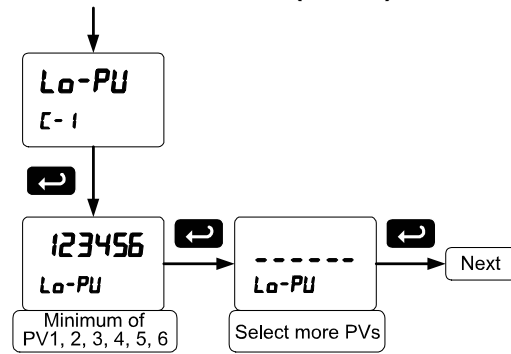 Lo-PU
C-1
123456
Lo-PU
Minimum of
PV1, 2, 3, 4, 5, 6
------
Lo-PU
Select more PVs
Next